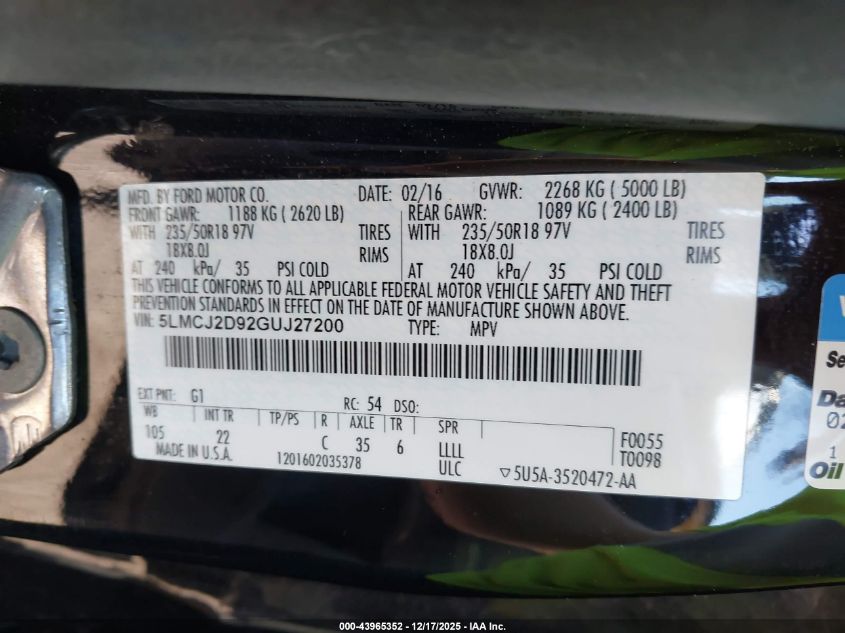 MFD. BY FORD MOTOR CO. DATE: 02/16 GVWR: 2268 KG ( 5000 LB)
FRONT GAWR: 1188 KG ( 2620 LB) REAR GAWR: 1089 KG ( 2400 LB)
WITH 235/50R18 97V TIRES WITH 235/50R18 97V TIRES
18X8.0J RIMS 18X8.0J RIMS
AT 240 kPa/ 35 PSI COLD AT 240 kPa/ 35 PSI COLD
THIS VEHICLE CONFORMS TO ALL APPLICABLE FEDERAL MOTOR VEHICLE SAFETY AND THEFT
PREVENTION STANDARDS IN EFFECT ON THE DATE OF MANUFACTURE SHOWN ABOVE.
VIN: 5LMCJ2D92GUJ27200 TYPE: MPV
EXT PNT: G1 RC: 54 DSO:
WB INT TR TP/PS R AXLE TR SPR
105 22 C 35 6 LLLL F0055
MADE IN U.S.A. 1201602035378 ULC T0098
▽5U5A-3520472-AA
Se
Da
02
1
Oil
000-43965352 - 12/17/2025 - IAA Inc.